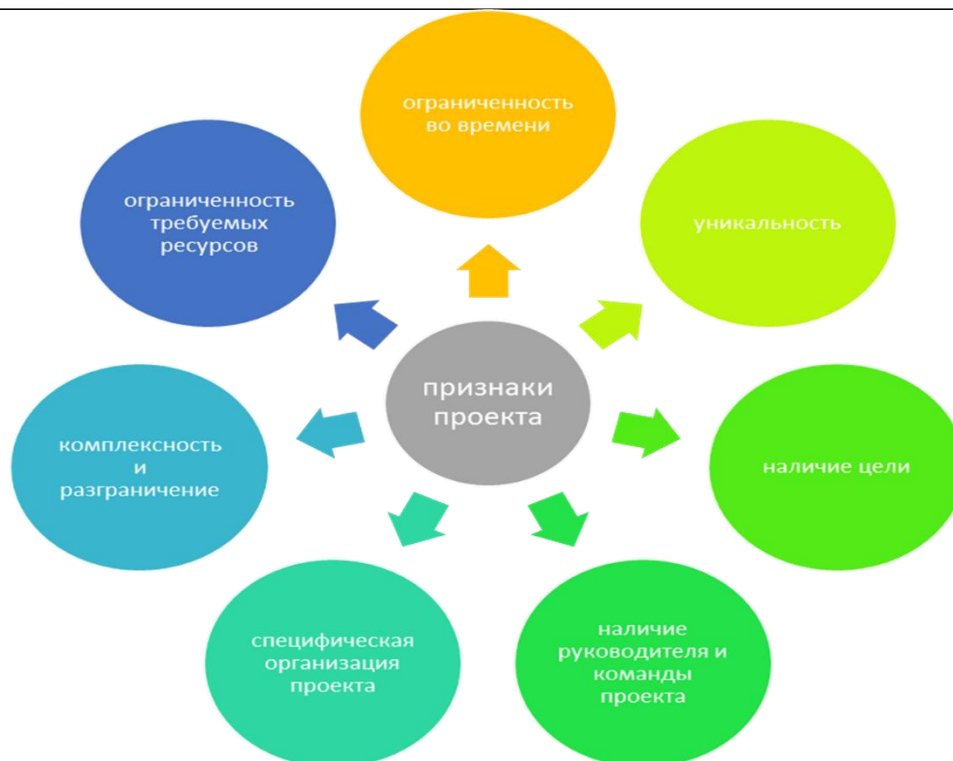 ограниченность
во времени
уникальность
наличие цели
наличие
руководителя и
команды
проекта
специфическая
организация
проекта
комплексность
и
разграничение
ограниченность
требуемых
ресурсов
признаки
проекта